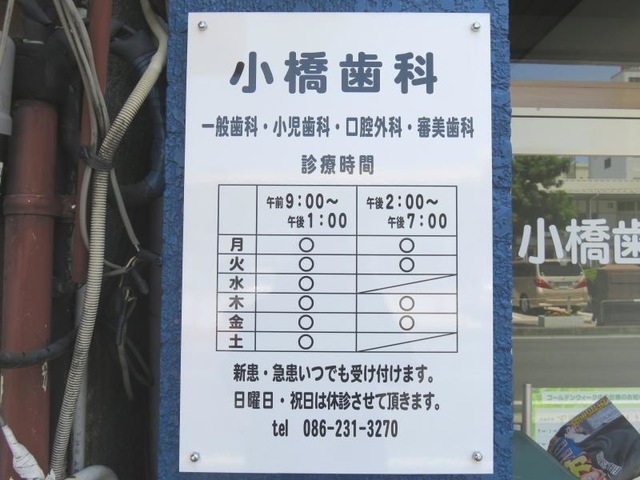 小橋歯科
一般歯科・小児歯科・口腔外科・審美歯科
診療時間
午前9:00〜午後1:00 午後2:00〜午後7:00
月 ○ ○
火 ○ ○
水 ○
木 ○ ○
金 ○ ○
土 ○
新患・急患いつでも受け付けます。
日曜日・祝日は休診させて頂きます。
tel 086-231-3270
小橋歯